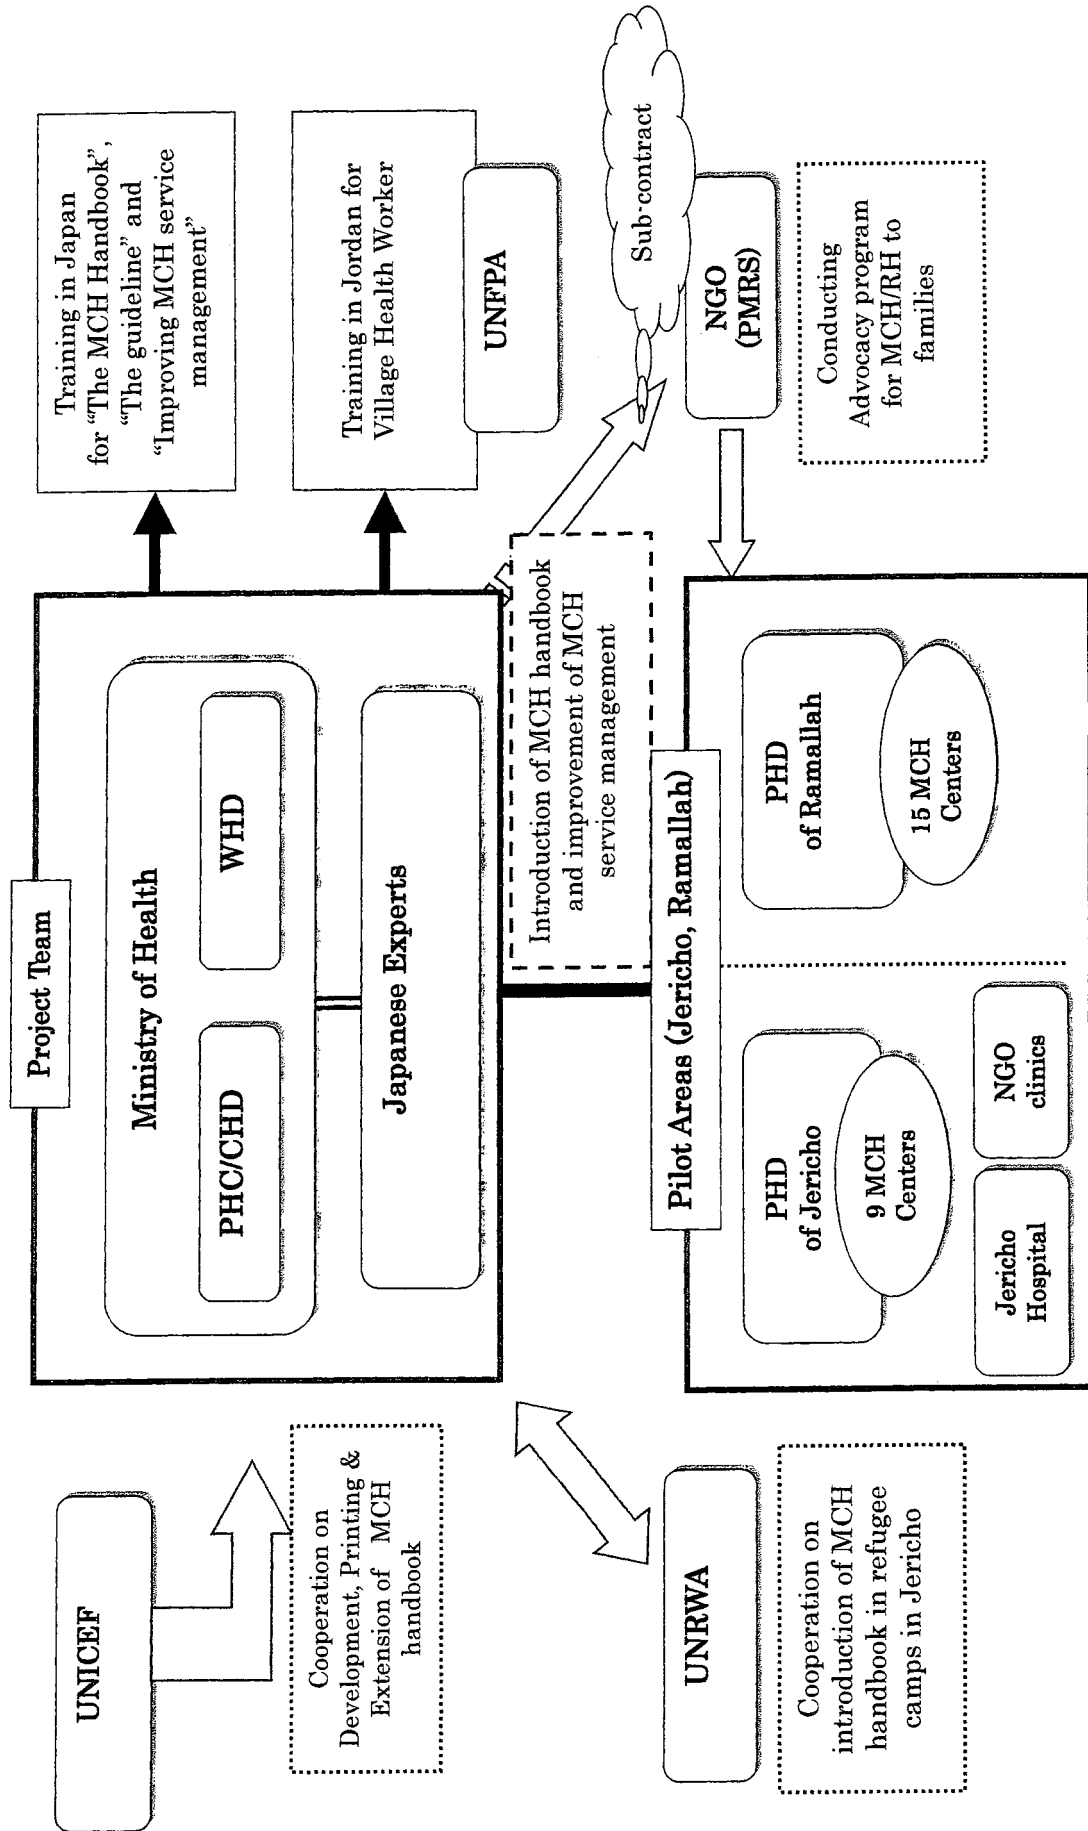 Project Team
Ministry of Health
PHC/CHD
WHD
Japanese Experts
UNICEF
Cooperation on
Development, Printing &
Extension of MCH
handbook
Training in Japan
for "The MCH Handbook",
"The guideline" and
"Improving MCH service
management"
Training in Jordan for
Village Health Worker
UNFPA
Introduction of MCH handbook
and improvement of MCH
service management
Sub-contract
UNRWA
Cooperation on
introduction of MCH
handbook in refugee
camps in Jericho
Pilot Areas (Jericho, Ramallah)
PHD
of Jericho
9 MCH
Centers
Jericho
Hospital
NGO
clinics
PHD
of Ramallah
15 MCH
Centers
NGO
(PMRS)
Conducting
Advocacy program
for MCH/RH to
families